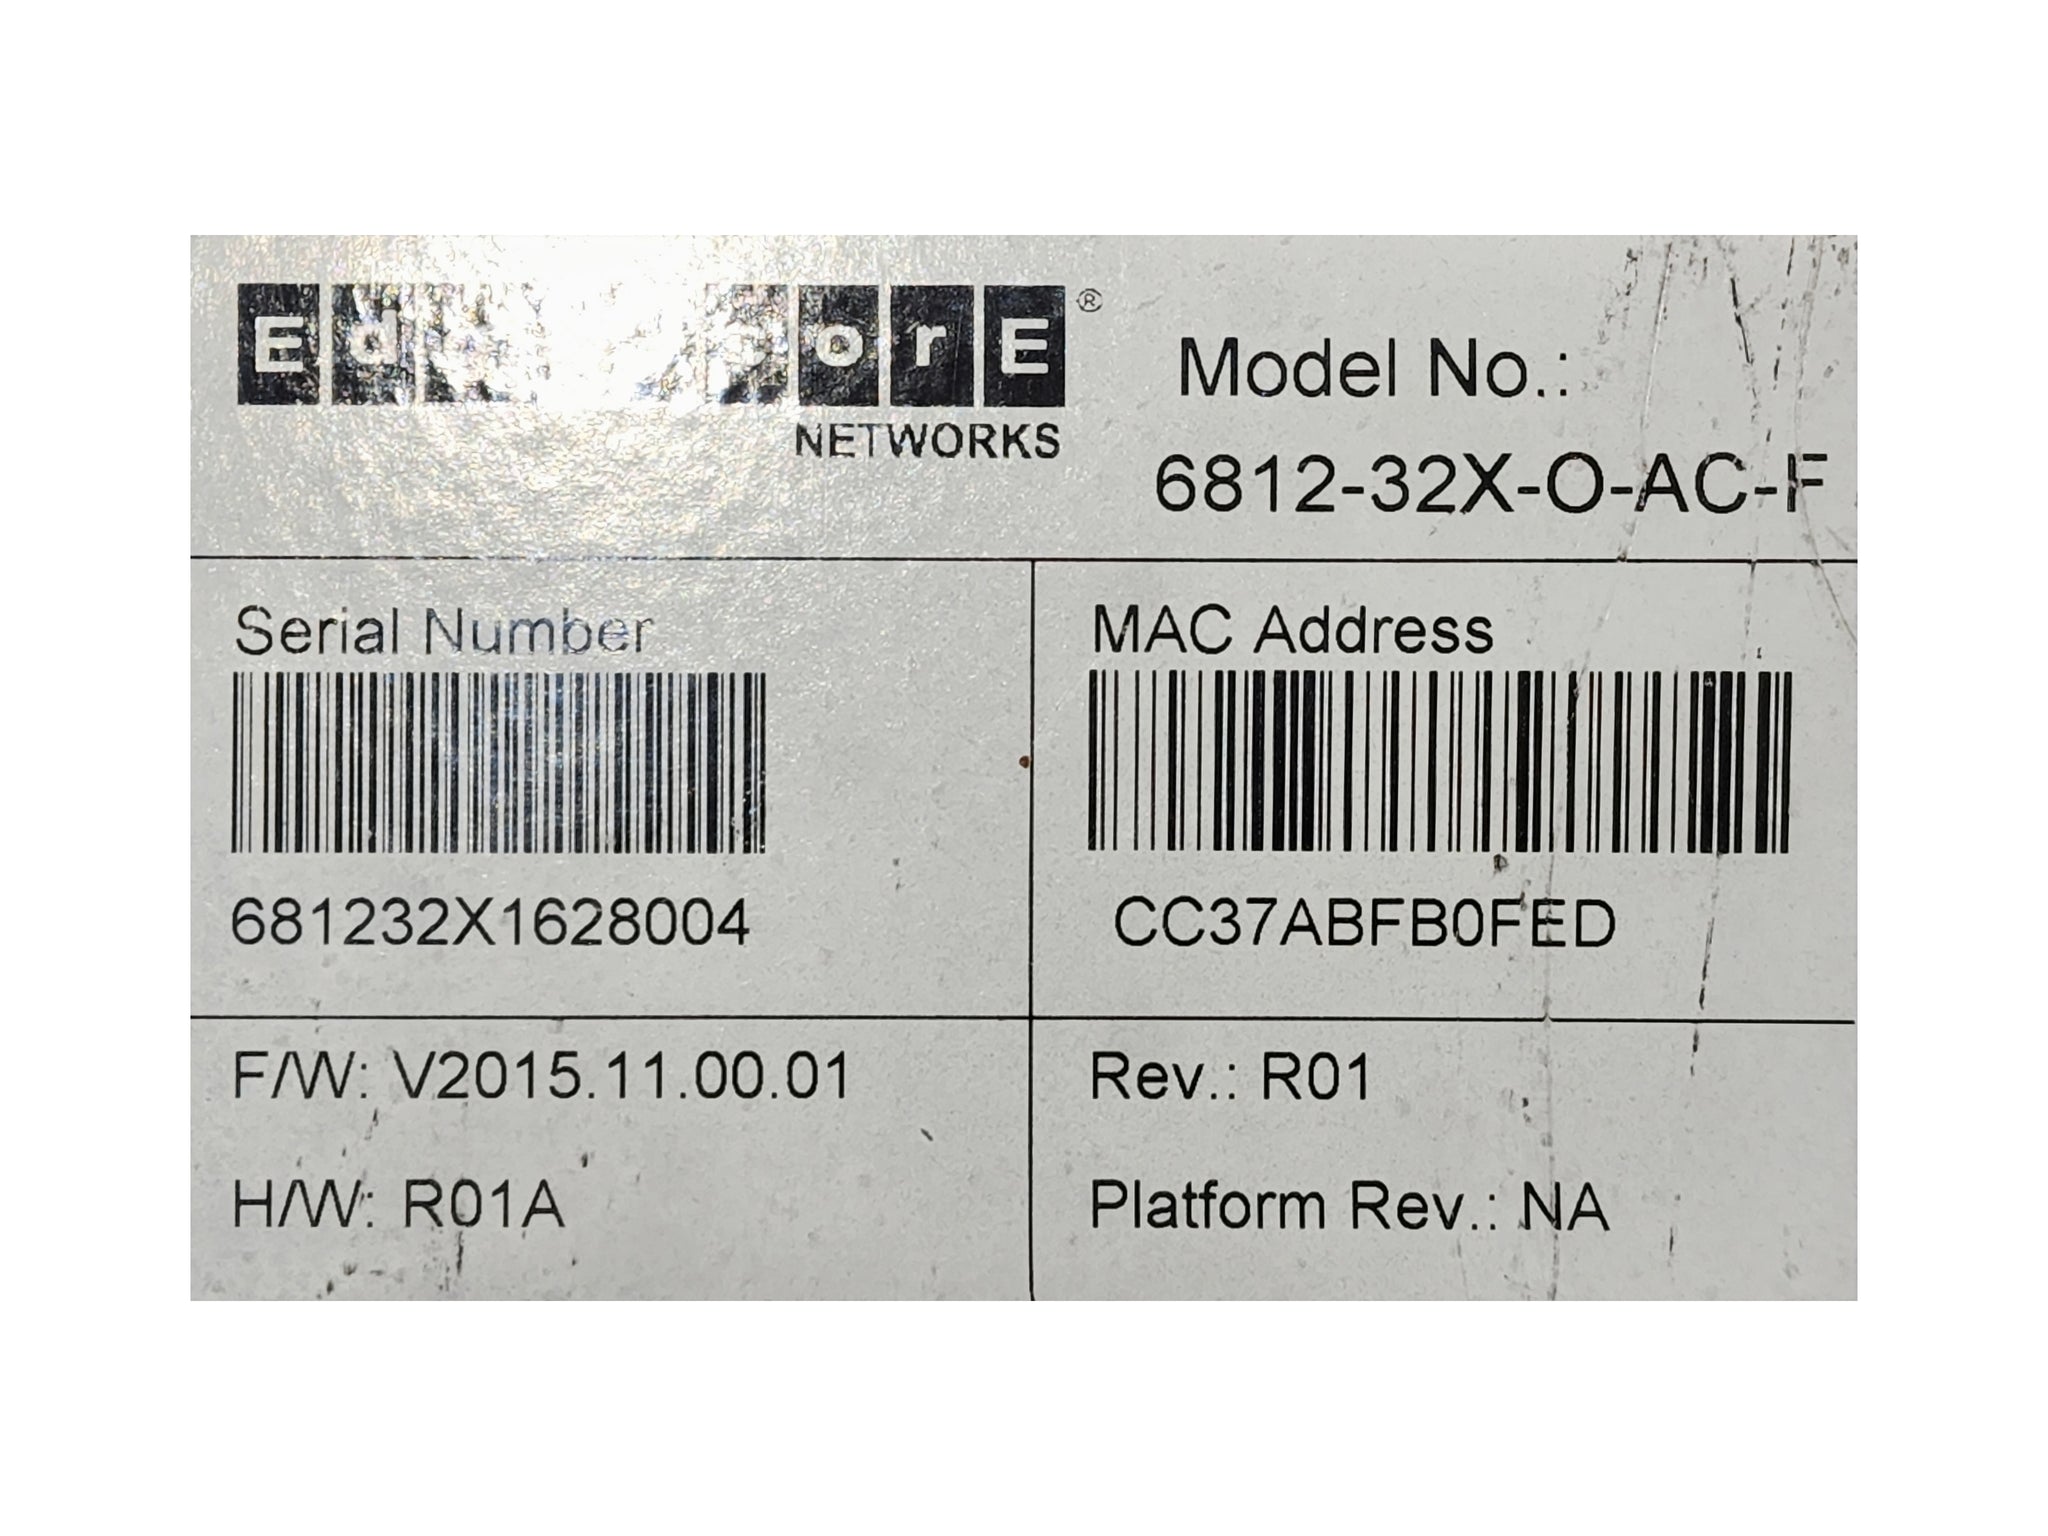 NETWORKS
Model No.:
6812-32X-O-AC-F
Serial Number
681232X1628004
MAC Address
CC37ABFB0FED
F/W: V2015.11.00.01
Rev.: R01
H/W: R01A
Platform Rev.: NA